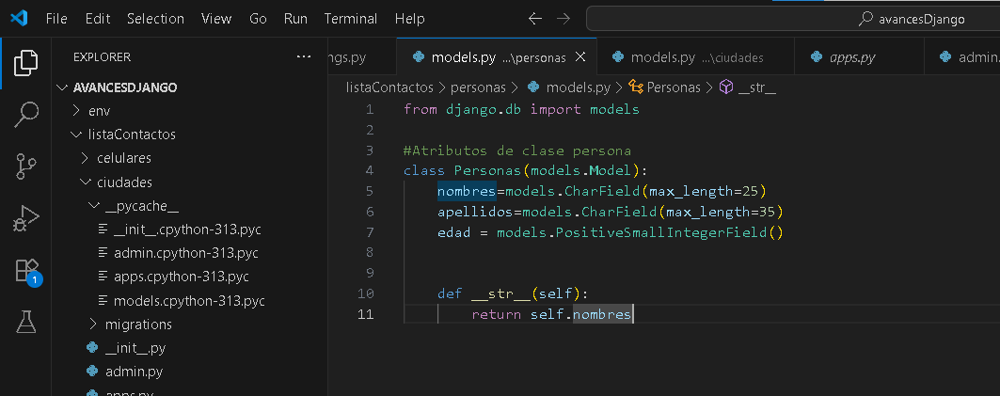 File Edit Selection View Go Run Terminal Help avancesDjango
EXPLORER ...
ngs.py models.py ...\personas models.py ...\ciudades apps.py admin.
AVANCESDJANGO
env
listaContactos
celulares
ciudades
__pycache__
__init__.cpython-313.pyc
admin.cpython-313.pyc
apps.cpython-313.pyc
models.cpython-313.pyc
migrations
__init__.py
admin.py
apps.py
1
listaContactos > personas > models.py > Personas > __str__
1 from django.db import models
2
3 #Atributos de clase persona
4 class Personas(models.Model):
5 nombres=models.CharField(max_length=25)
6 apellidos=models.CharField(max_length=35)
7 edad = models.PositiveSmallIntegerField()
8
9
10 def __str__(self):
11 return self.nombres